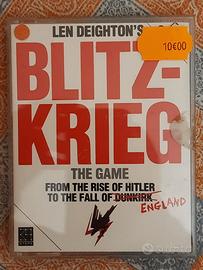 LEN DEIGHTON'S
10€00
BLITZ-
KRIEG
THE GAME
FROM THE RISE OF HITLER
TO THE FALL OF DUNKIRK
ENGLAND
subito